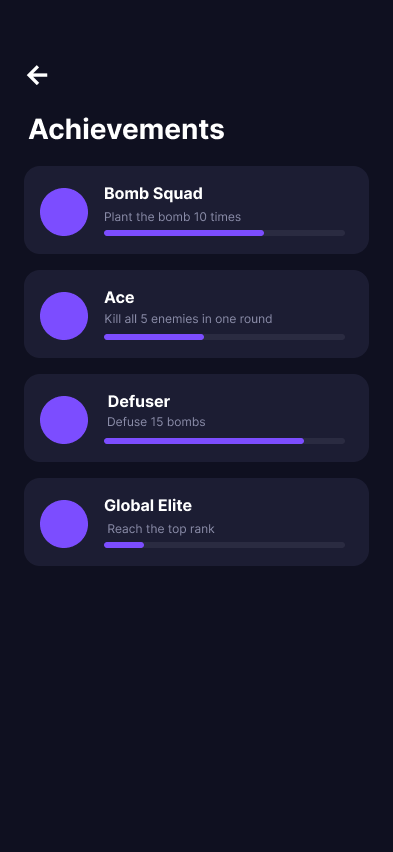 Achievements
Bomb Squad
Plant the bomb 10 times
Ace
Kill all 5 enemies in one round
Defuser
Defuse 15 bombs
Global Elite
Reach the top rank